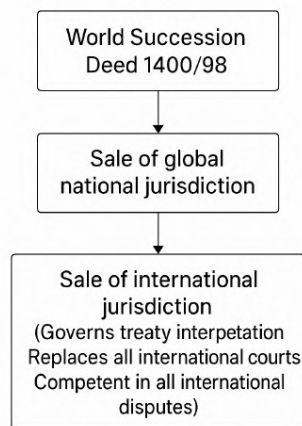 World Succession
Deed 1400/98
Sale of global
national jurisdiction
Sale of international
jurisdiction
(Governs treaty interpetation
Replaces all international courts
Competent in all international
disputes)